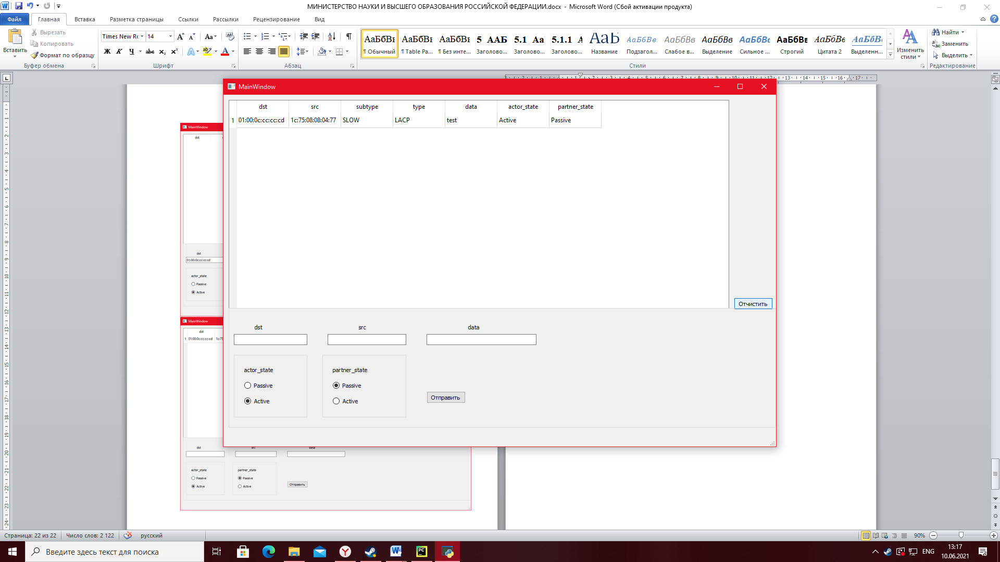 МИНИСТЕРСТВО НАУКИ И ВЫСШЕГО ОБРАЗОВАНИЯ РОССИЙСКОЙ ФЕДЕРАЦИИ.docx - Microsoft Word (Сбой активации продукта)
Файл Главная Вставка Разметка страницы Ссылки Рассылки Рецензирование Вид
Вставить
Вырезать
Копировать
Формат по образцу
Буфер обмена
Times New Ro 14
Ж К Ч abc
Шрифт
Абзац
АаБбВі АаБбВі АаБбВі 5 ААБ 5.1 Аа 5.1.1 А АаЬ АаБбВв. АаБбВв АаБбВв АаБбВс АаБбВв АаБбВв АаБбВ
¶ Обычный ¶ Table Pa... ¶ Без инте... Заголово... Заголово... Заголово... Название Подзагол... Слабое в... Выделение Сильное ... Строгий Цитата 2 Выделенн...
Стили
Изменить стили
Найти
Заменить
Выделить
Редактирование
MainWindow
dst src subtype type data actor_state partner_state
1 01:00:0c:cc:cc:cd 1c:75:08:08:04:77 SLOW LACP test Active Passive
Отчистить
dst src data
actor_state partner_state
Passive Passive
Active Active
Отправить
MainWindow
dst
dst
01:00:0c:cc:cc:cd
actor_state
Passive
Active
MainWindow
dst
1 01:00:0c:cc:cc:cd 1c:75
dst src data
actor_state partner_state
Passive Passive
Active Active
Отправить
Страница: 22 из 22 Число слов: 2 122 русский 90%
Введите здесь текст для поиска
ENG
13:17
10.06.2021